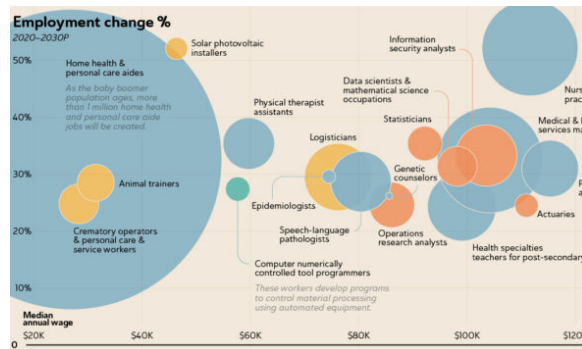 Employment change %
2020–2030P
50%
40%
30%
20%
10%
0
Home health &
personal care aides
As the baby boomer
population ages, more
than 1 million home health
and personal care aide
jobs will be created.
Solar photovoltaic
installers
Physical therapist
assistants
Information
security analysts
Data scientists &
mathematical science
occupations
Statisticians
Logisticians
Nurs
prac
Medical &
services ma
Animal trainers
Epidemiologists
Genetic
counselors
Crematory operators
& personal care &
service workers
Speech-language
pathologists
Operations
research analysts
Actuaries
Health specialties
teachers for post-secondary
Computer numerically
controlled tool programmers
These workers develop programs
to control material processing
using automated equipment.
Median
annual wage
$20K
$40K
$60K
$80K
$100K
$120